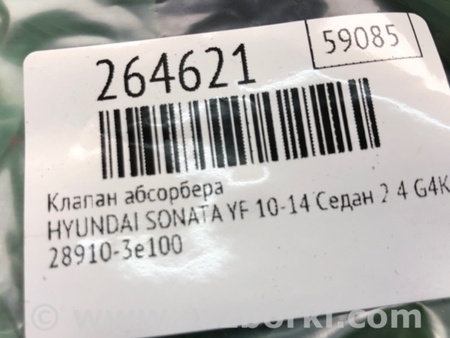 59085
264621
Клапан абсорбера
HYUNDAI SONATA YF 10-14 Седан 2 4 G4K
28910-3e100